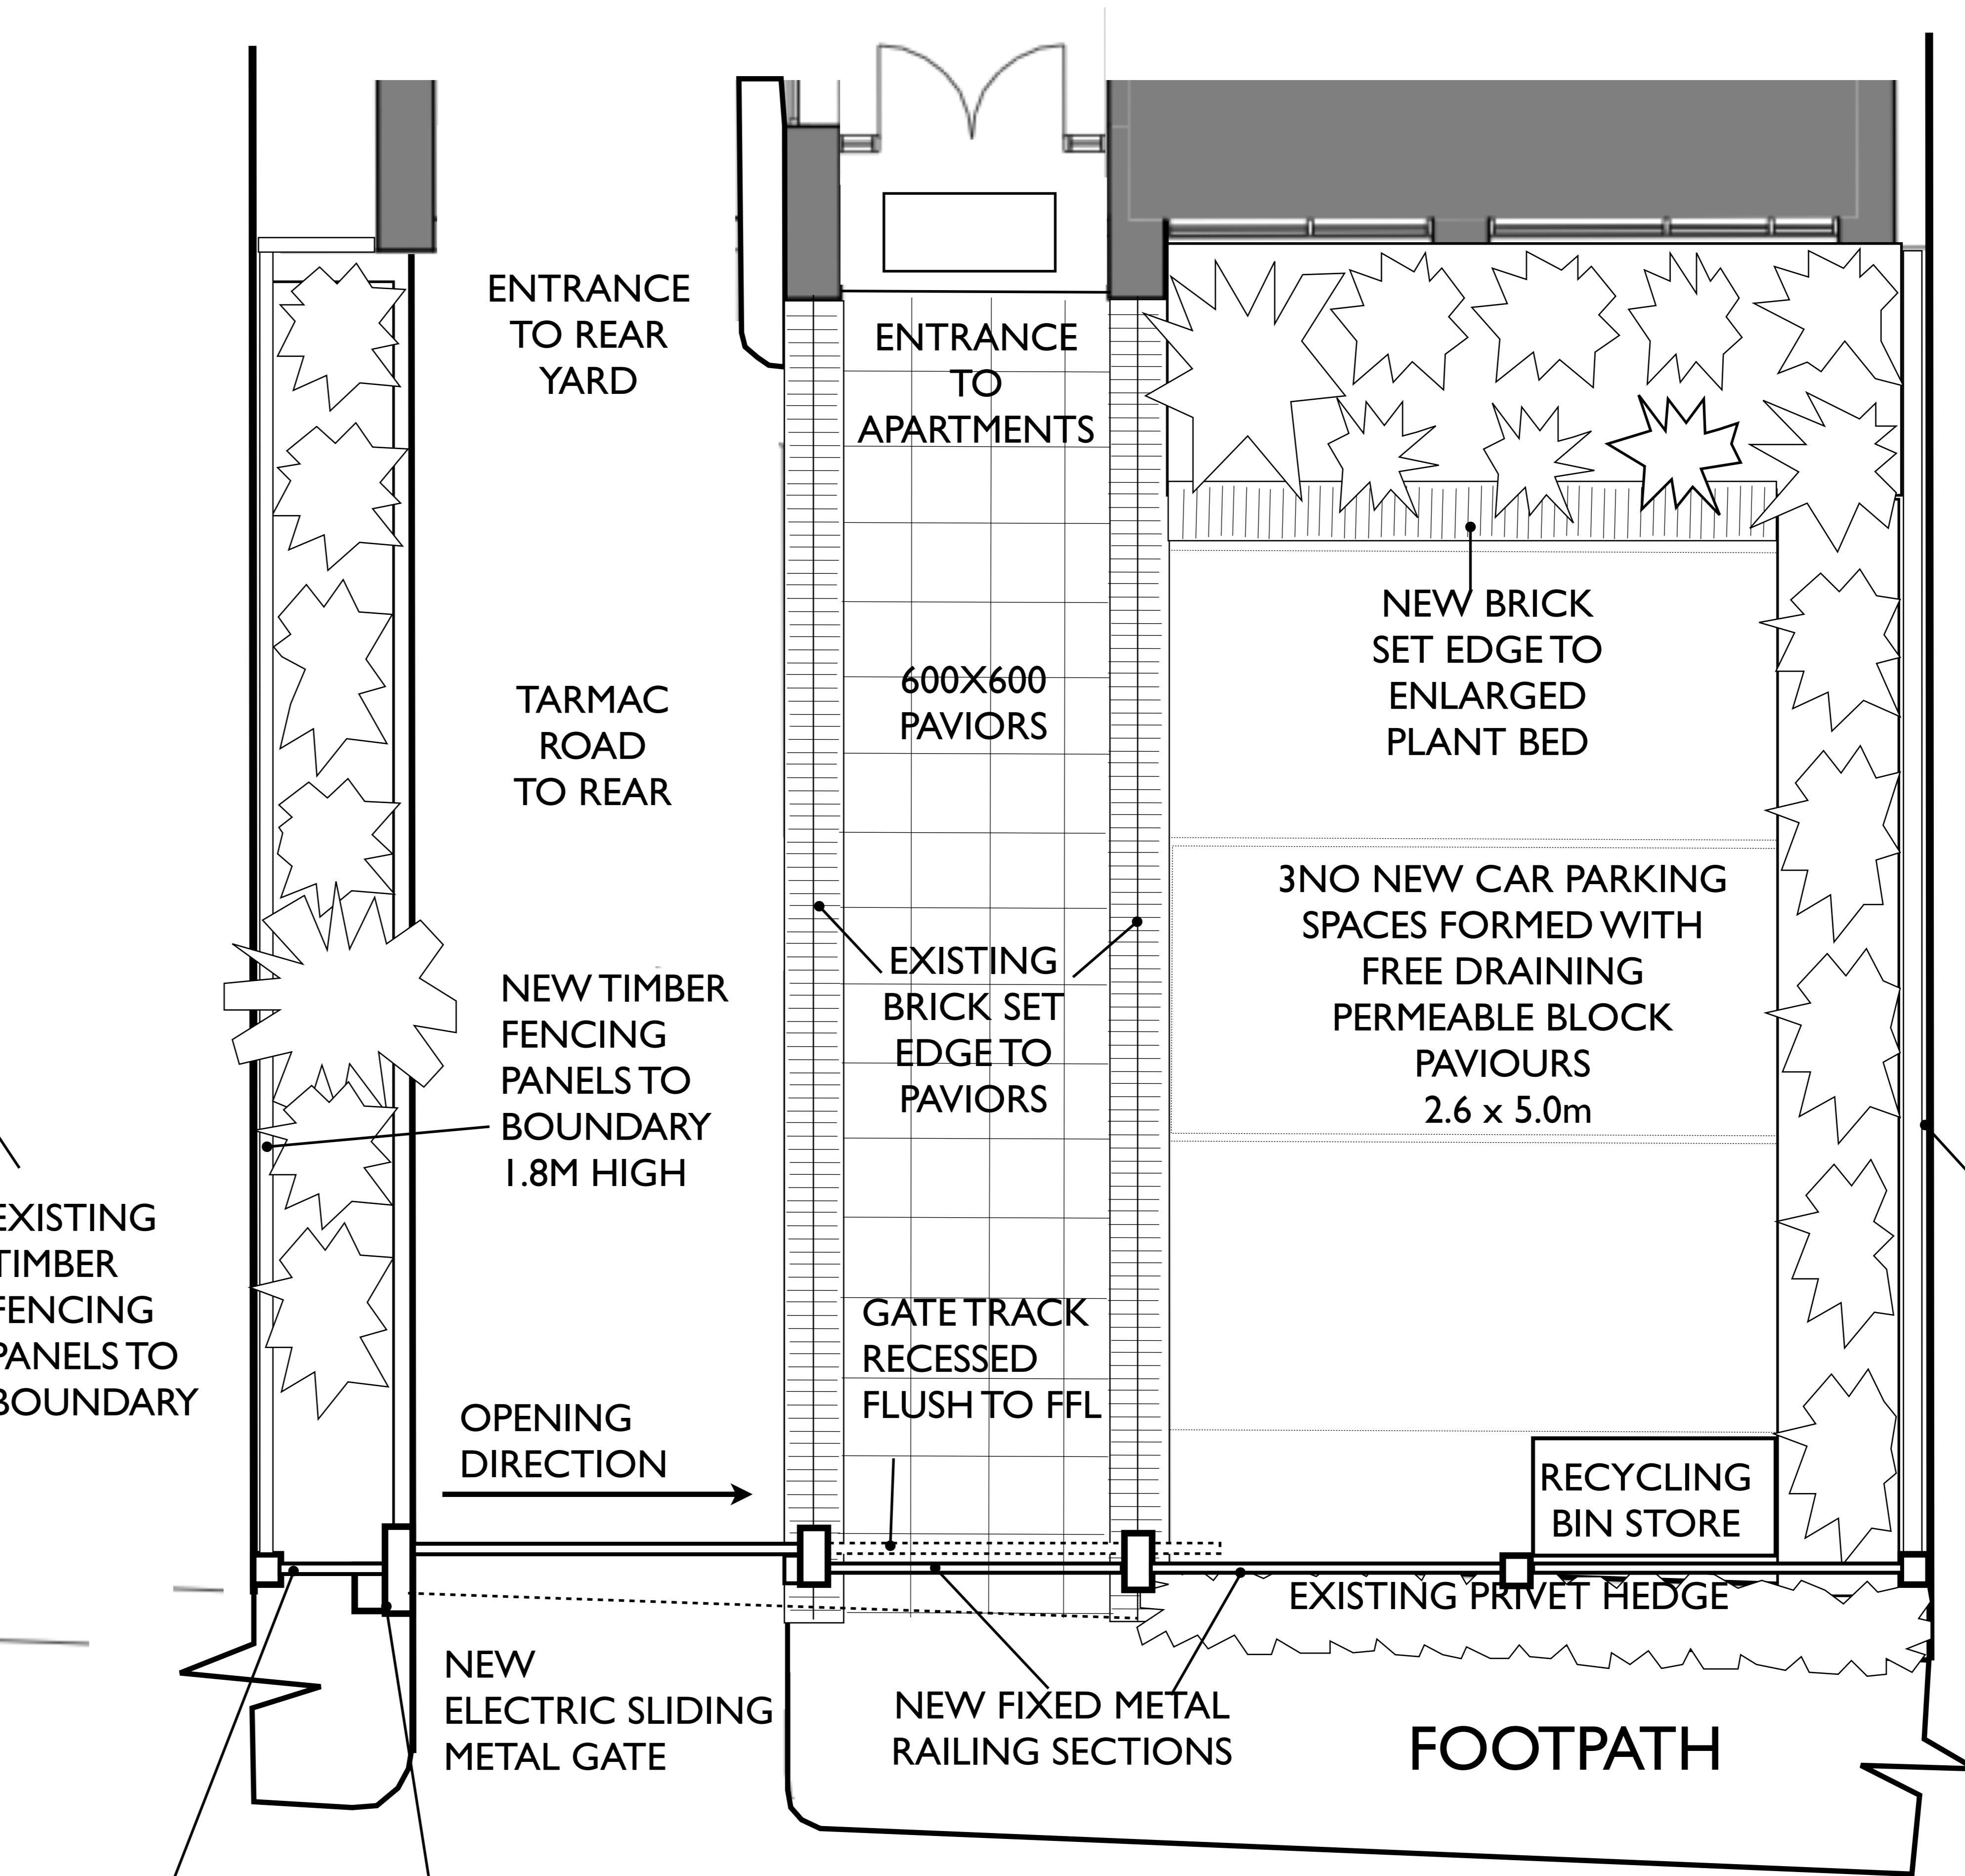 ENTRANCE
TO REAR
YARD
ENTRANCE
TO
APARTMENTS
NEW BRICK
SET EDGE TO
ENLARGED
PLANT BED
600X600
PAVIORS
TARMAC
ROAD
TO REAR
3NO NEW CAR PARKING
SPACES FORMED WITH
FREE DRAINING
PERMEABLE BLOCK
PAVIOURS
2.6 x 5.0m
EXISTING
BRICK SET
EDGE TO
PAVIORS
NEW TIMBER
FENCING
PANELS TO
BOUNDARY
1.8M HIGH
EXISTING
TIMBER
FENCING
PANELS TO
BOUNDARY
GATE TRACK
RECESSED
FLUSH TO FFL
OPENING
DIRECTION
RECYCLING
BIN STORE
EXISTING PRIVET HEDGE
NEW
ELECTRIC SLIDING
METAL GATE
NEW FIXED METAL
RAILING SECTIONS
FOOTPATH